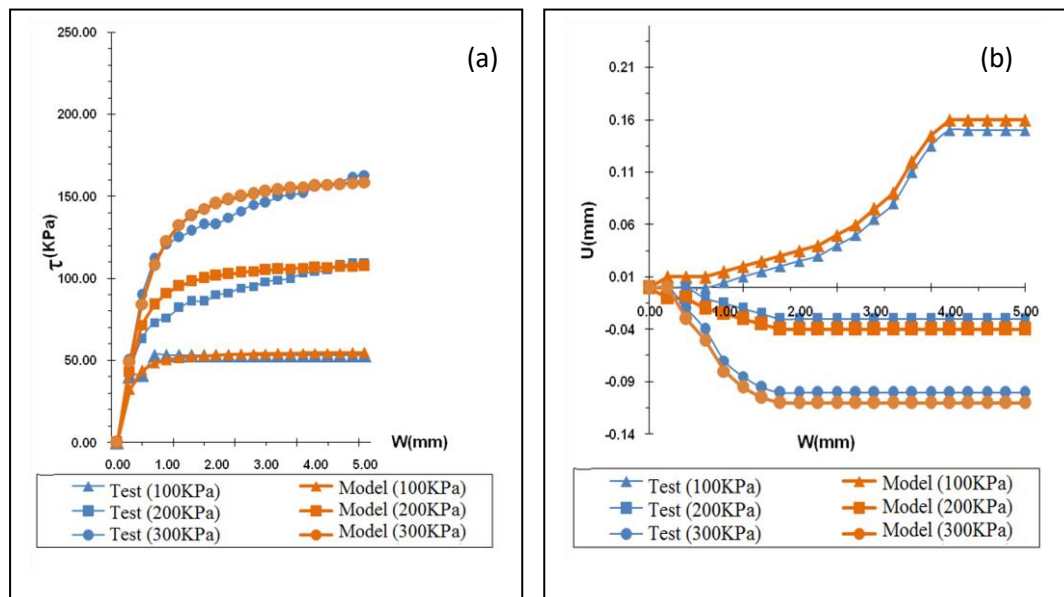 (a)
250.00
200.00
150.00
100.00
50.00
0.00
τ(KPa)
0.00 1.00 2.00 3.00 4.00 5.00
W(mm)
Test (100KPa) Model (100KPa)
Test (200KPa) Model (200KPa)
Test (300KPa) Model (300KPa)
(b)
0.21
0.16
0.11
0.06
0.01
-0.04
-0.09
-0.14
U(mm)
0.00 1.00 2.00 3.00 4.00 5.00
W(mm)
Test (100KPa) Model (100KPa)
Test (200KPa) Model (200KPa)
Test (300KPa) Model (300KPa)